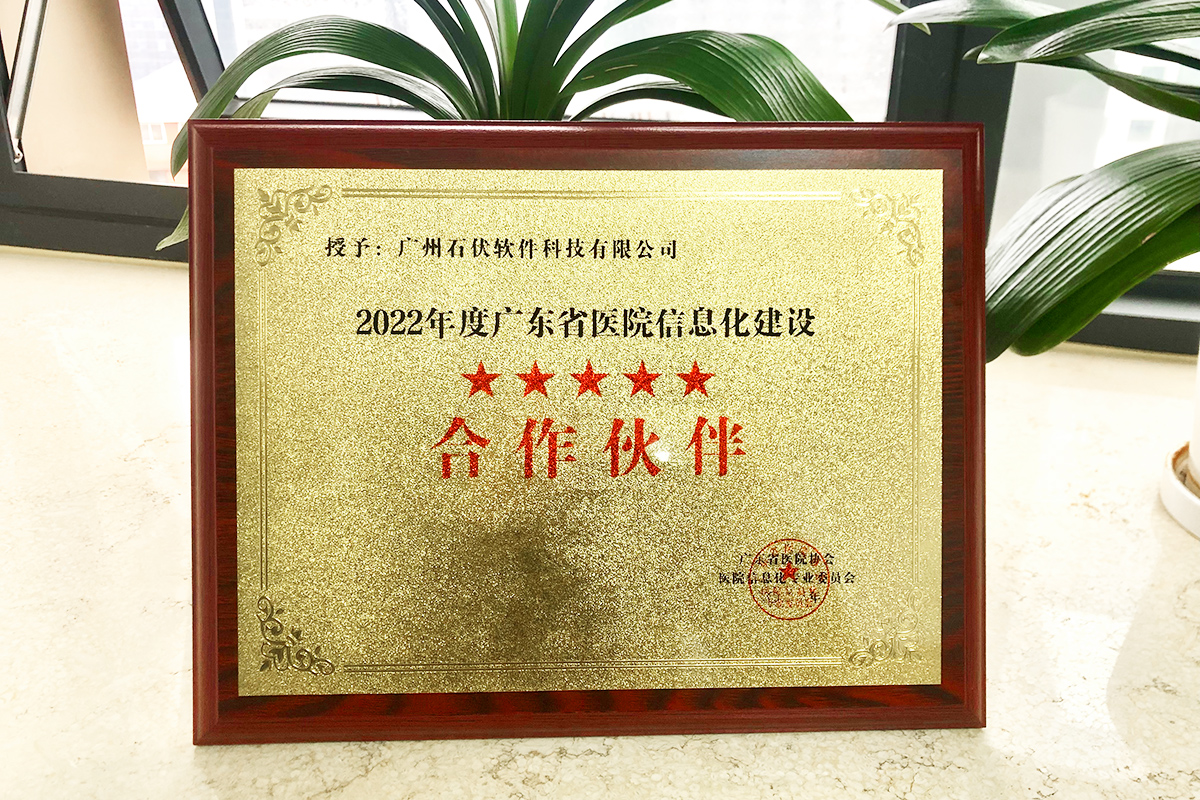 授予：广州石伏软件科技有限公司
2022年度广东省医院信息化建设
★★★★★
合作伙伴
广东省医院协会
医院信息化专业委员会
年